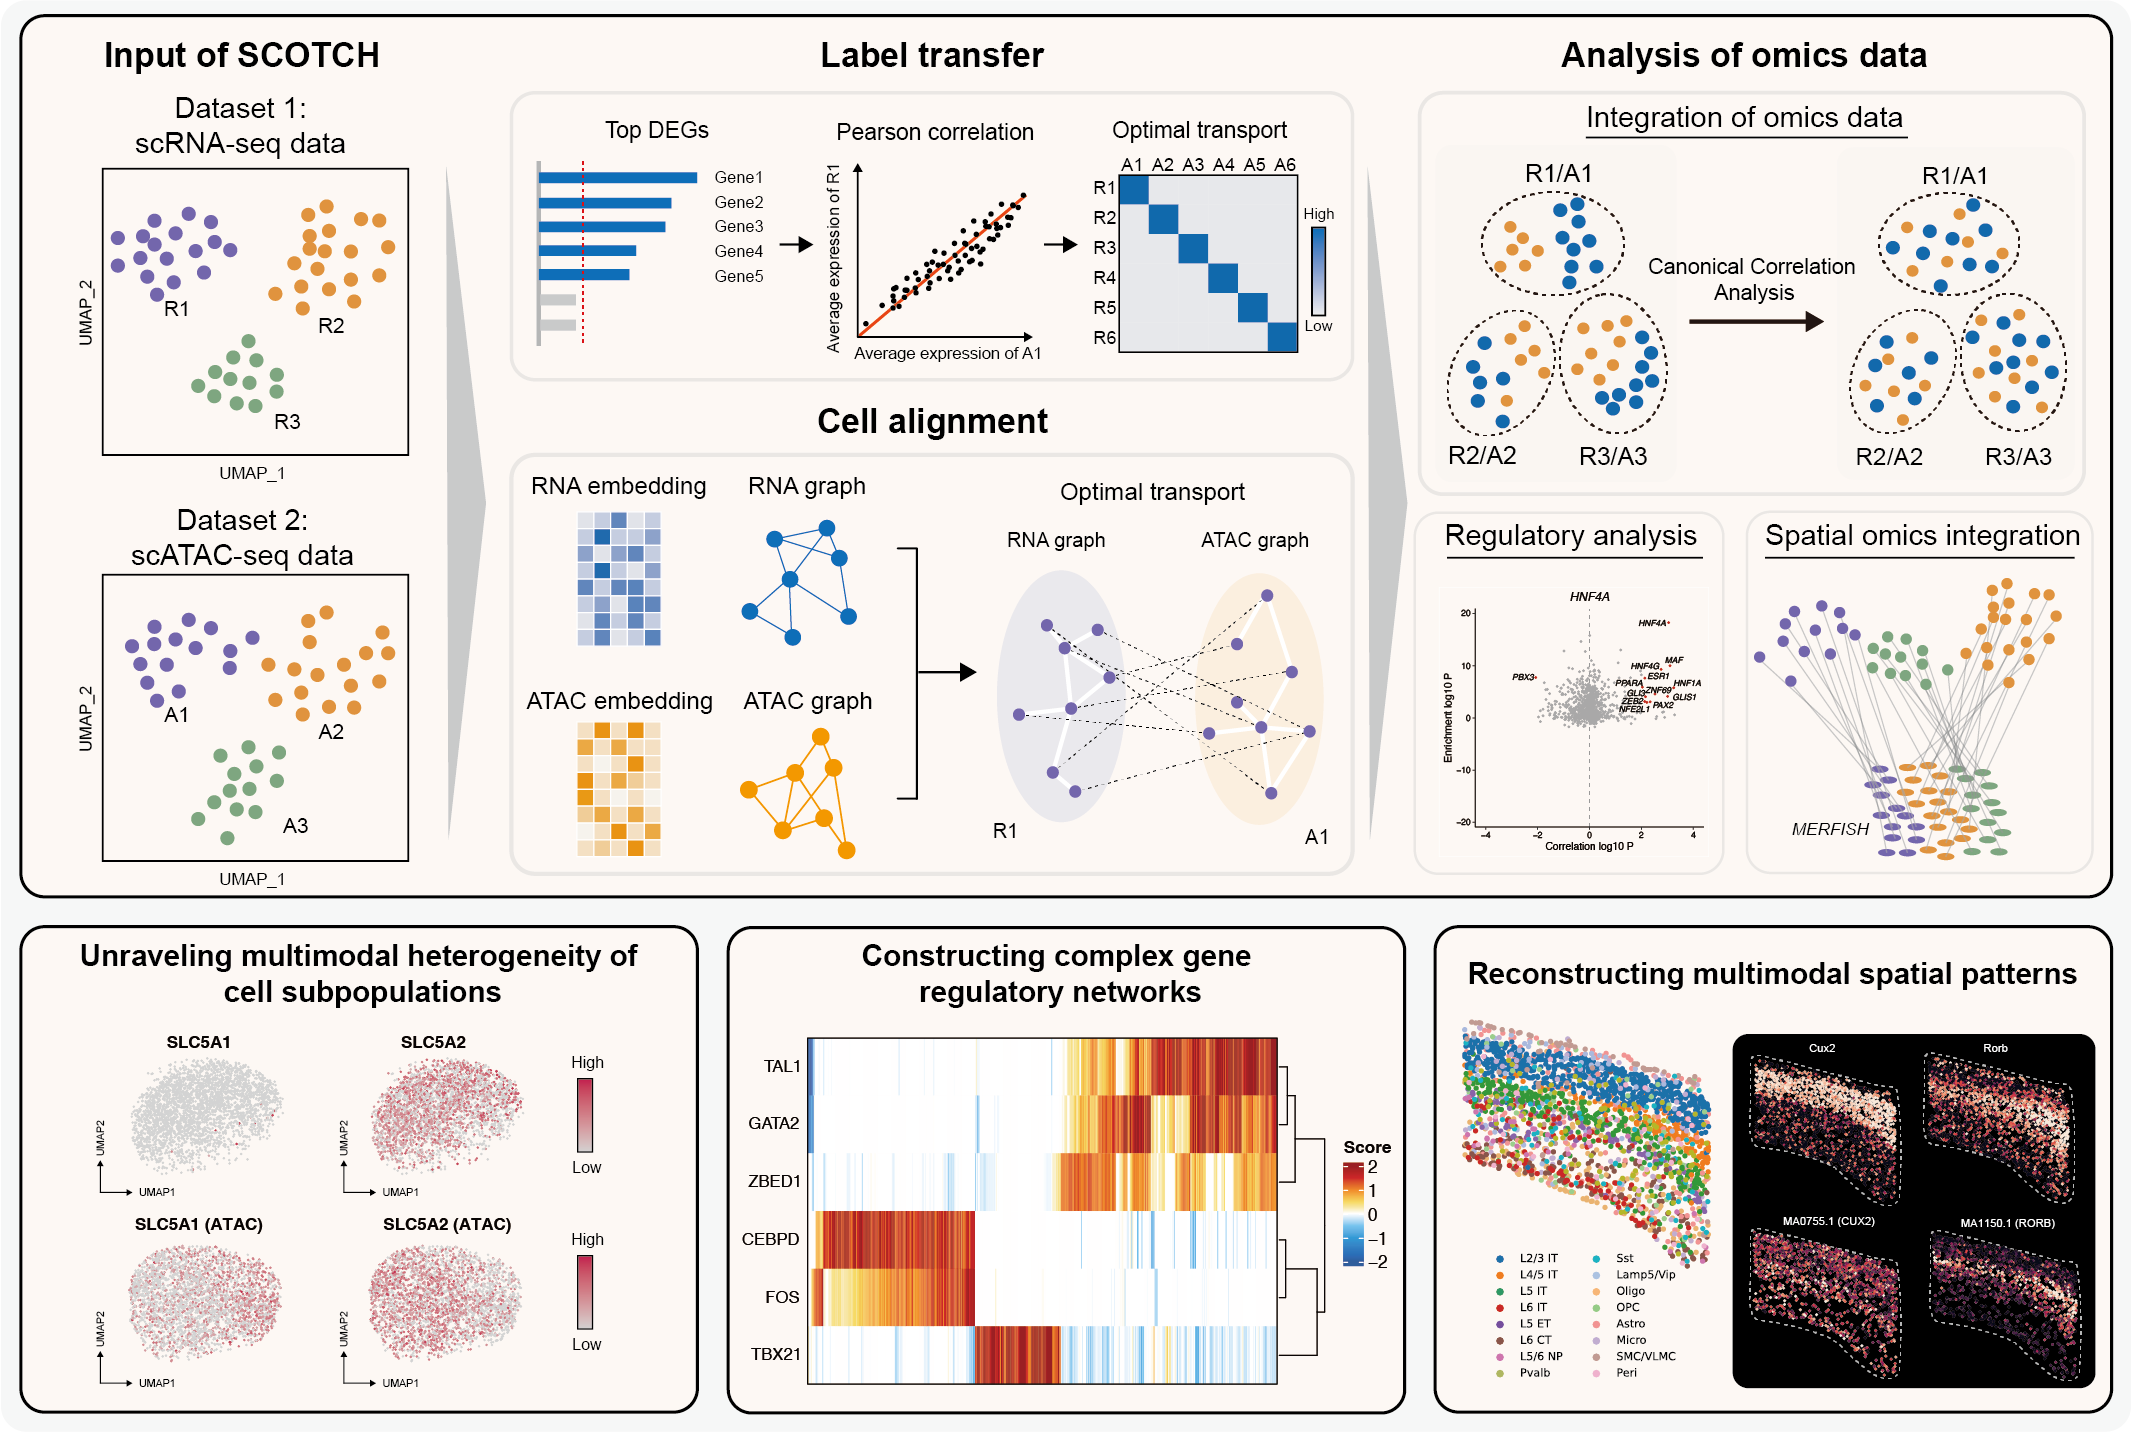 Input of SCOTCH
Dataset 1:
scRNA-seq data
UMAP_2
R1
R2
R3
UMAP_1
Dataset 2:
scATAC-seq data
UMAP_2
A1
A2
A3
UMAP_1
Label transfer
Top DEGs
Gene1
Gene2
Gene3
Gene4
Gene5
Pearson correlation
Average expression of R1
Average expression of A1
Optimal transport
A1 A2 A3 A4 A5 A6
R1
R2
R3
R4
R5
R6
High
Low
Cell alignment
RNA embedding
RNA graph
ATAC embedding
ATAC graph
Optimal transport
RNA graph
ATAC graph
R1
A1
Analysis of omics data
Integration of omics data
R1/A1
R2/A2
R3/A3
Canonical Correlation
Analysis
R1/A1
R2/A2
R3/A3
Regulatory analysis
HNF4A
Enrichment log10 P
20
10
0
−10
−20
HNF4A
MAF
HNF4G
ESR1
PBX3
PPARA
HNF1A
GLI3
ZNF69
GLIS1
ZEB2
PAX2
NFE2L1
−4
−2
0
2
4
Correlation log10 P
Spatial omics integration
MERFISH
Unraveling multimodal heterogeneity of
cell subpopulations
SLC5A1
UMAP2
UMAP1
SLC5A2
UMAP2
UMAP1
High
Low
SLC5A1 (ATAC)
UMAP2
UMAP1
SLC5A2 (ATAC)
UMAP2
UMAP1
High
Low
Constructing complex gene
regulatory networks
TAL1
GATA2
ZBED1
CEBPD
FOS
TBX21
Score
2
1
0
−1
−2
Reconstructing multimodal spatial patterns
L2/3 IT
L4/5 IT
L5 IT
L6 IT
L5 ET
L6 CT
L5/6 NP
Pvalb
Sst
Lamp5/Vip
Oligo
OPC
Astro
Micro
SMC/VLMC
Peri
Cux2
Rorb
MA0755.1 (CUX2)
MA1150.1 (RORB)